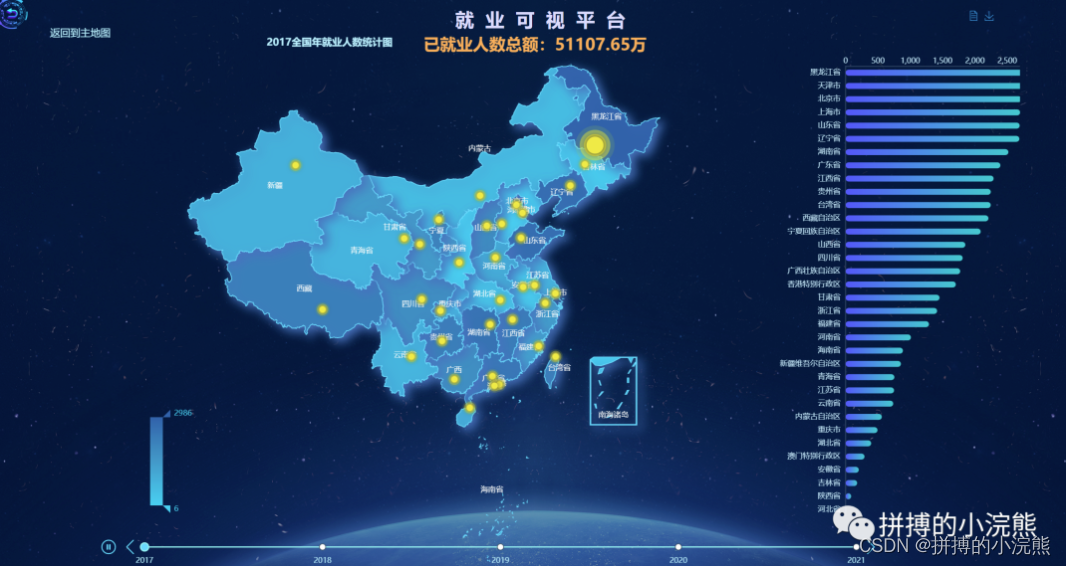 就业可视平台
返回到主地图
2017全国年就业人数统计图
已就业人数总额：51107.65万
0 500 1,000 1,500 2,000 2,500
黑龙江省
天津市
北京市
上海市
山东省
辽宁省
湖南省
广东省
江西省
贵州省
台湾省
西藏自治区
宁夏回族自治区
山西省
四川省
广西壮族自治区
香港特别行政区
甘肃省
浙江省
福建省
河南省
海南省
新疆维吾尔自治区
青海省
江苏省
云南省
内蒙古自治区
重庆市
湖北省
澳门特别行政区
安徽省
吉林省
陕西省
河北省
黑龙江省
内蒙古
吉林省
新疆
辽宁省
北京市
甘肃省
宁夏
山东省
青海省
陕西省
河南省
江苏省
西藏
湖北省
上海市
四川省
重庆市
浙江省
湖南省
江西省
贵州省
福建
云南
广西
台湾省
南海诸岛
海南省
2986
6
2017 2018 2019 2020 2021
拼搏的小浣熊
CSDN @拼搏的小浣熊